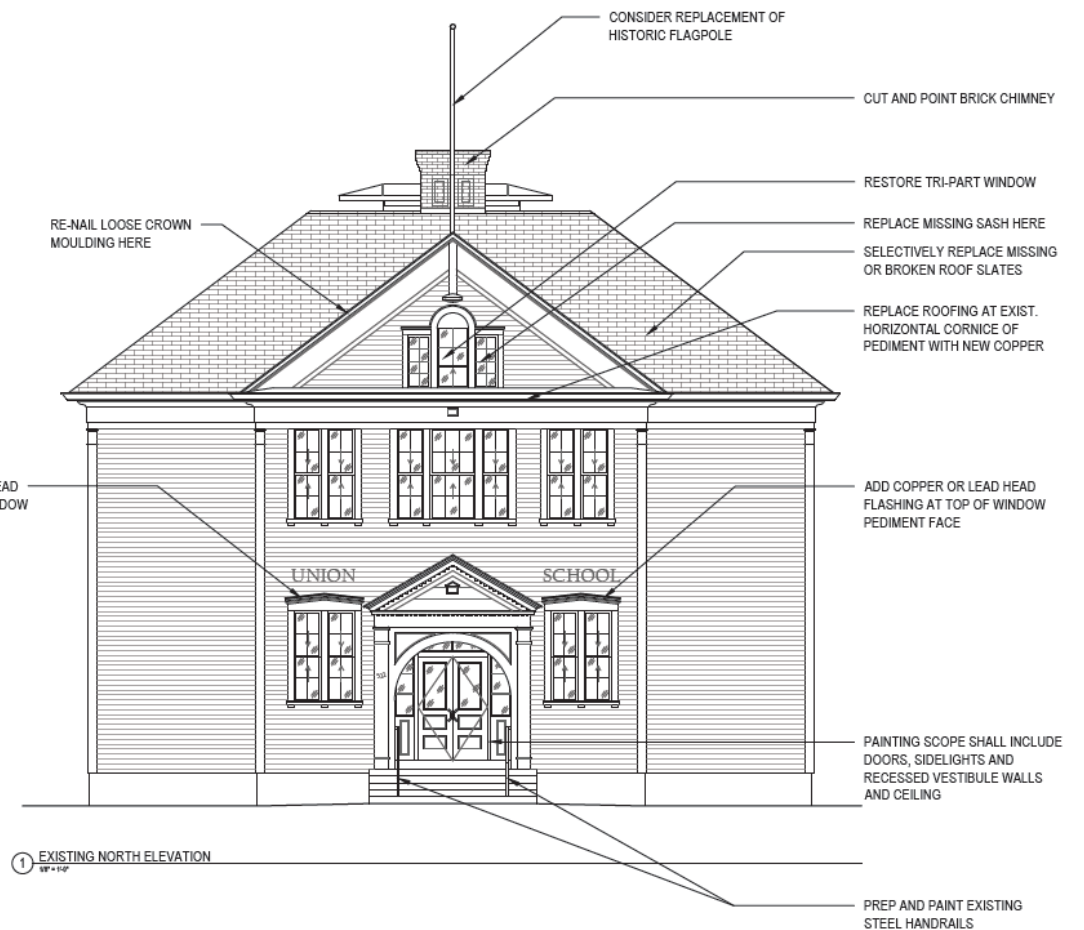 CONSIDER REPLACEMENT OF
HISTORIC FLAGPOLE
CUT AND POINT BRICK CHIMNEY
RESTORE TRI-PART WINDOW
REPLACE MISSING SASH HERE
RE-NAIL LOOSE CROWN
MOULDING HERE
SELECTIVELY REPLACE MISSING
OR BROKEN ROOF SLATES
REPLACE ROOFING AT EXIST.
HORIZONTAL CORNICE OF
PEDIMENT WITH NEW COPPER
EAD
DOW
ADD COPPER OR LEAD HEAD
FLASHING AT TOP OF WINDOW
PEDIMENT FACE
UNION
SCHOOL
PAINTING SCOPE SHALL INCLUDE
DOORS, SIDELIGHTS AND
RECESSED VESTIBULE WALLS
AND CEILING
1
EXISTING NORTH ELEVATION
PREP AND PAINT EXISTING
STEEL HANDRAILS